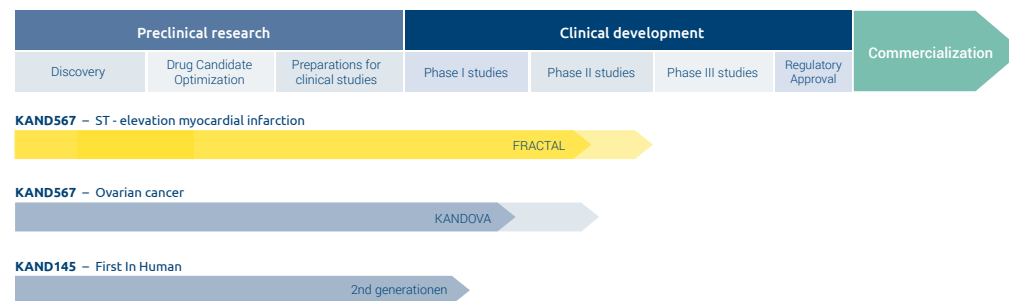 Preclinical research
Clinical development
Commercialization
Discovery
Drug Candidate
Optimization
Preparations for
clinical studies
Phase I studies
Phase II studies
Phase III studies
Regulatory
Approval
KAND567 – ST - elevation myocardial infarction
FRACTAL
KAND567 – Ovarian cancer
KANDOVA
KAND145 – First In Human
2nd generationen